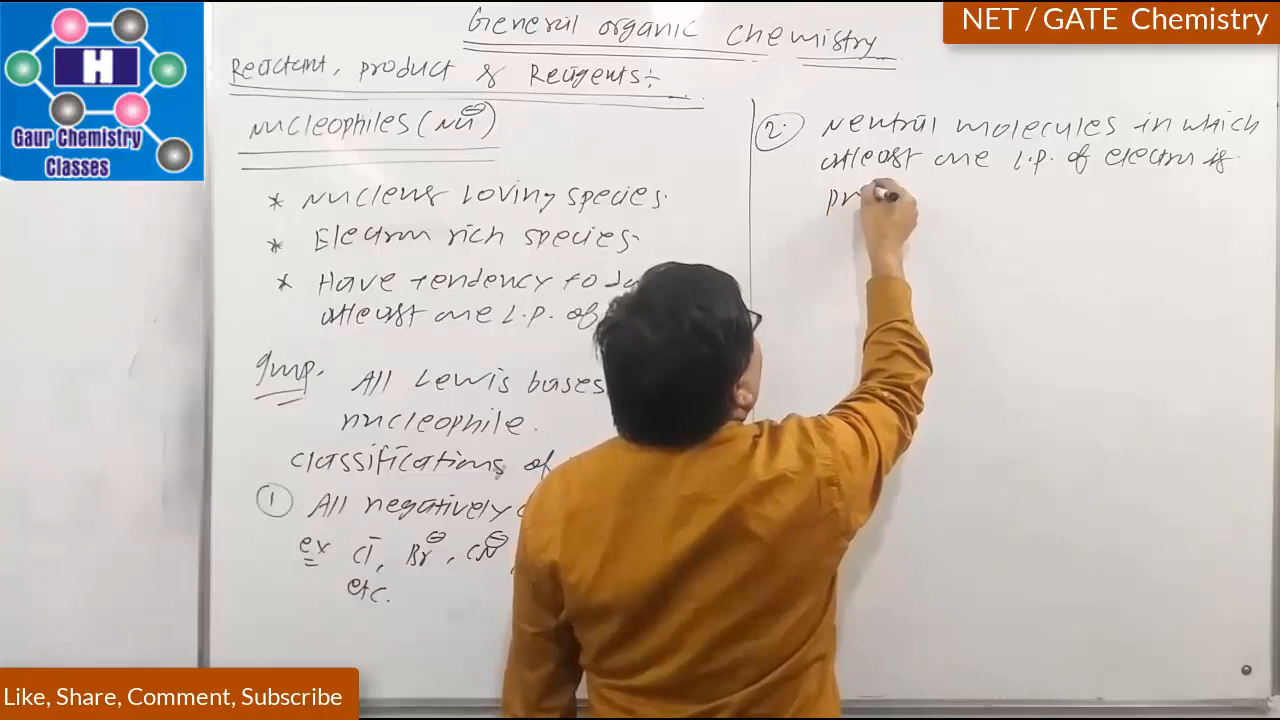 NET / GATE Chemistry
H
Gaur Chemistry
Classes
General organic chemistry
Reactant, product & Reagents :-
Nucleophiles (Nu⊖)
* Nucleus Loving species.
* Electron rich species.
* Have tendency to
atleast one L.P. of
Imp. All Lewis bases
nucleophile.
classifications of
① All negatively
ex Cl⁻, Br⊖, CN⊖
etc.
② Neutral molecules in which
atleast one l.p. of electron is
pr
Like, Share, Comment, Subscribe